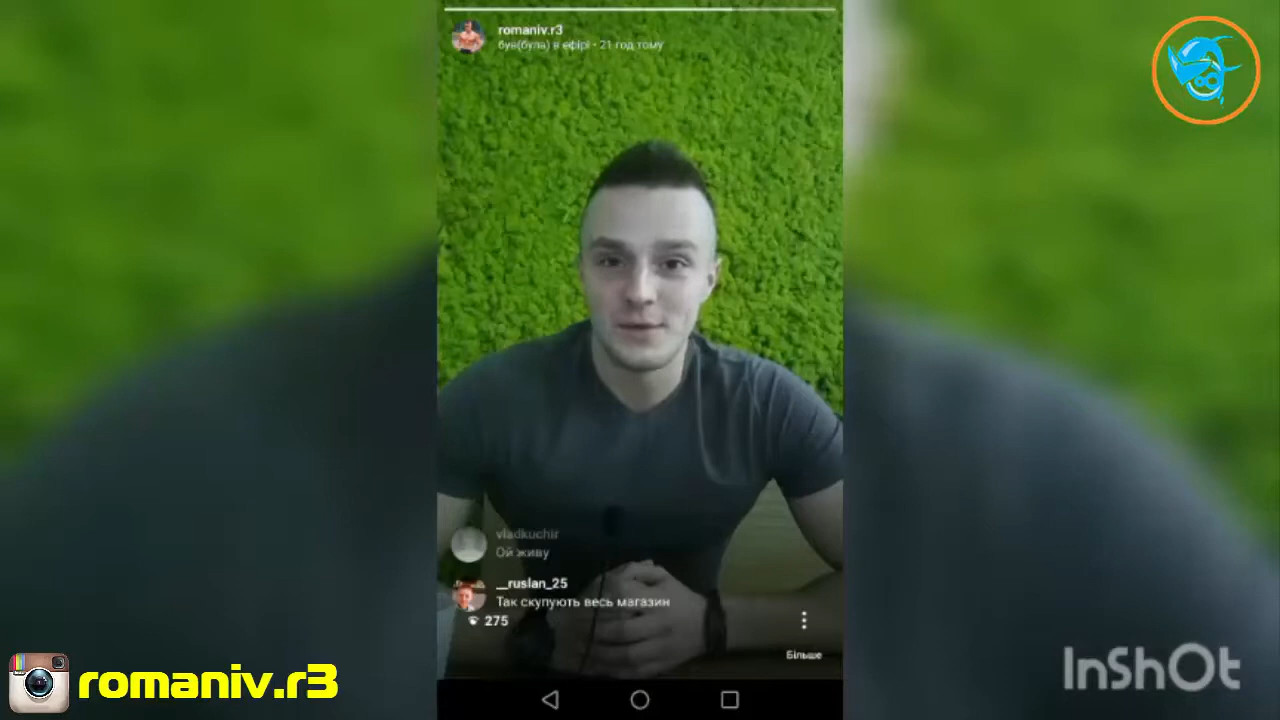 romaniv.r3
був(була) в ефірі • 21 год тому
vladkuchir
Ой живу
__ruslan_25
Так скупують весь магазин
275
Більше
romaniv.r3
InShOt